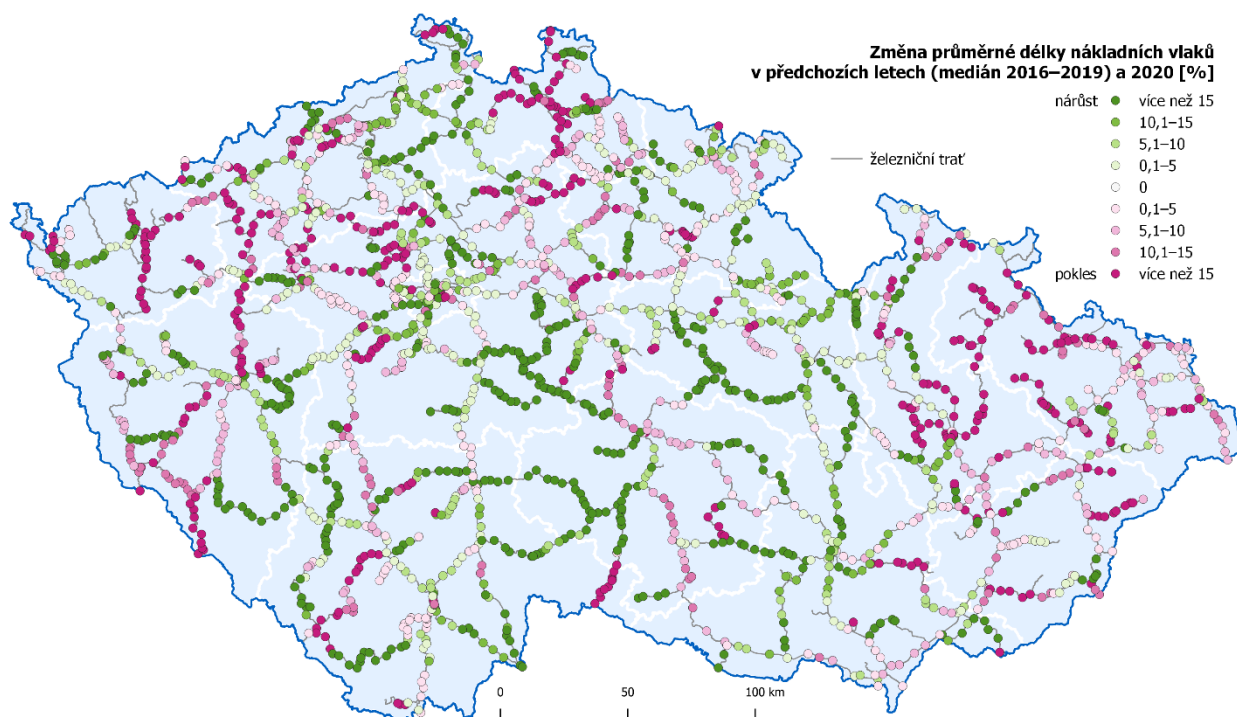 Změna průměrné délky nákladních vlaků
v předchozích letech (medián 2016–2019) a 2020 [%]
nárůst více než 15
10,1–15
5,1–10
železniční trať 0,1–5
0
0,1–5
5,1–10
10,1–15
pokles více než 15
0 50 100 km